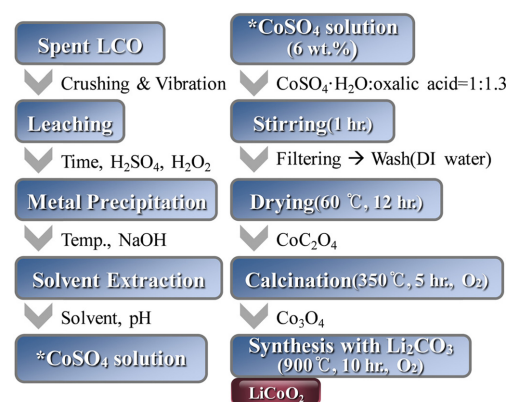 Spent LCO
Crushing & Vibration
Leaching
Time, H₂SO₄, H₂O₂
Metal Precipitation
Temp., NaOH
Solvent Extraction
Solvent, pH
*CoSO₄ solution
*CoSO₄ solution
(6 wt.%)
CoSO₄·H₂O:oxalic acid=1:1.3
Stirring(1 hr.)
Filtering → Wash(DI water)
Drying(60 ℃, 12 hr.)
CoC₂O₄
Calcination(350℃, 5 hr., O₂)
Co₃O₄
Synthesis with Li₂CO₃
(900℃, 10 hr., O₂)
LiCoO₂